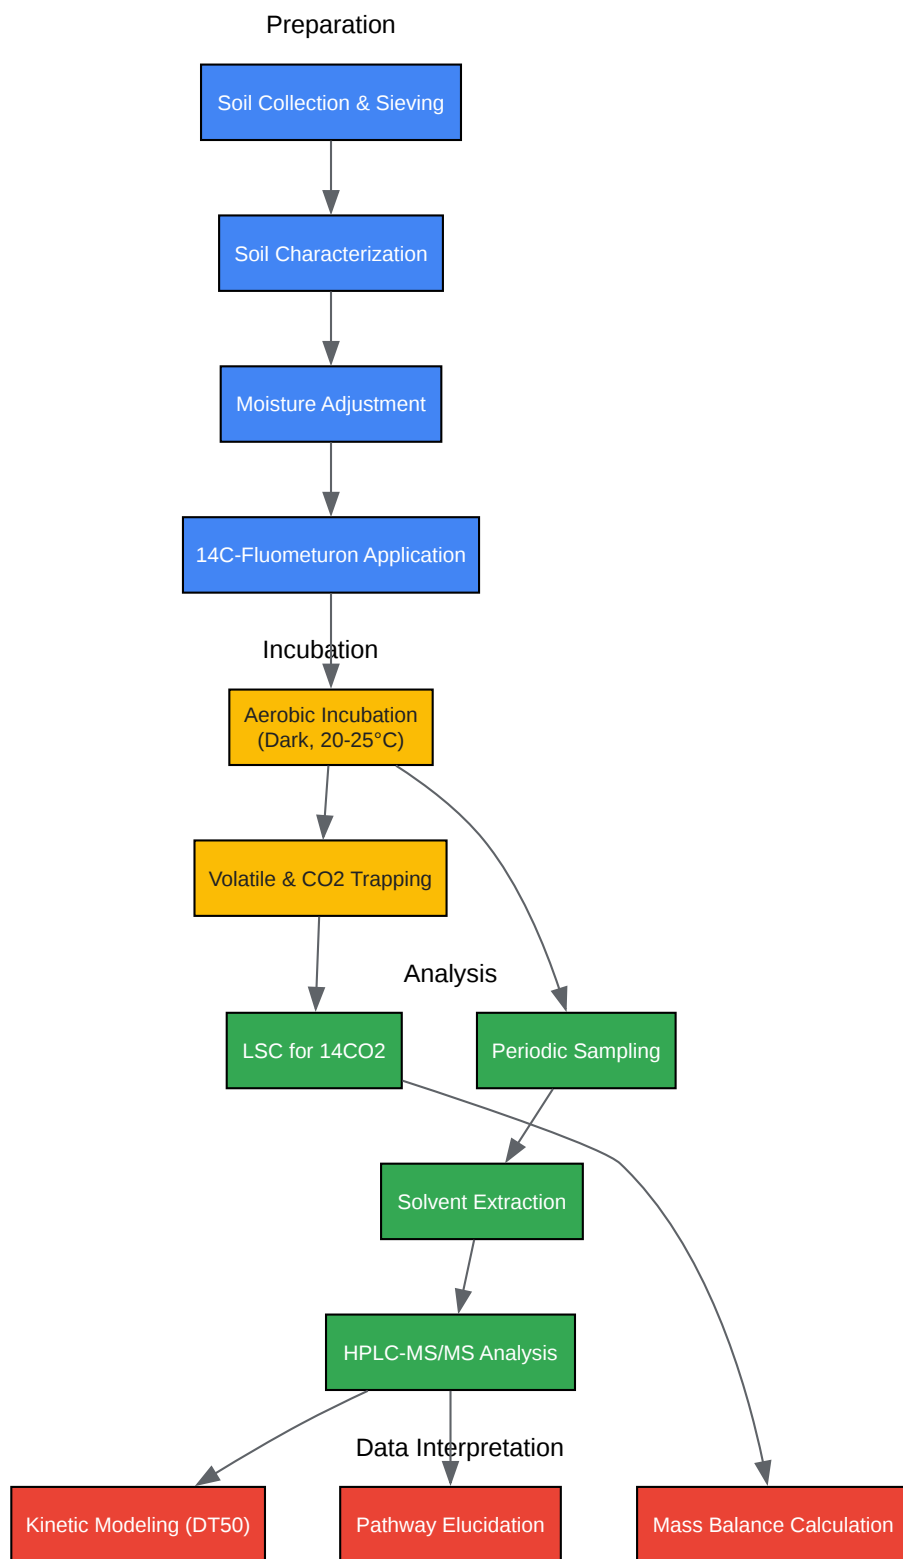 Preparation
Soil Collection & Sieving
Soil Characterization
Moisture Adjustment
14C-Fluometuron Application
Incubation
Aerobic Incubation
(Dark, 20-25°C)
Volatile & CO2 Trapping
Analysis
LSC for 14CO2
Periodic Sampling
Solvent Extraction
HPLC-MS/MS Analysis
Data Interpretation
Kinetic Modeling (DT50)
Pathway Elucidation
Mass Balance Calculation